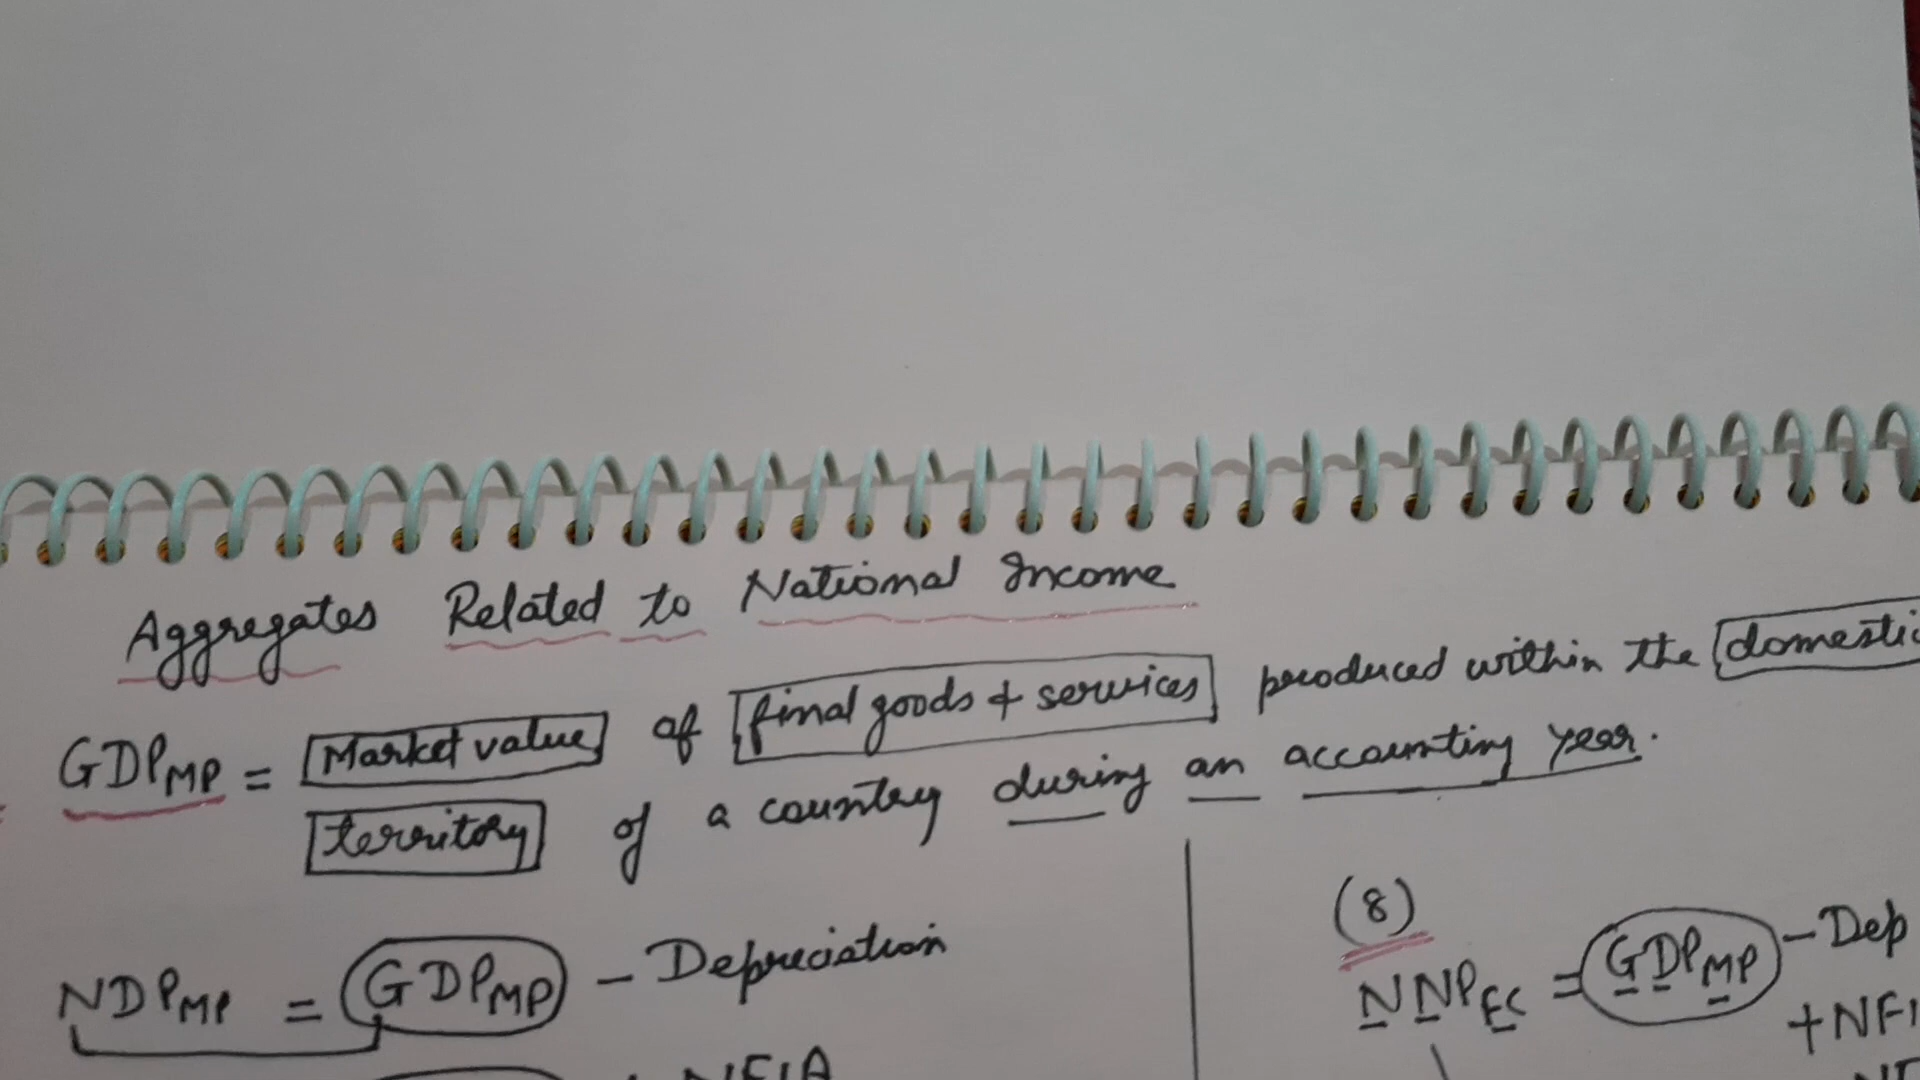 Aggregates Related to National Income
GDPMP = Market value of final goods & services produced within the domestic
territory of a country during an accounting year.
NDPMP = GDPMP - Depreciation
NFIA
(8)
NNPFC = GDPMP - Dep
+NFI